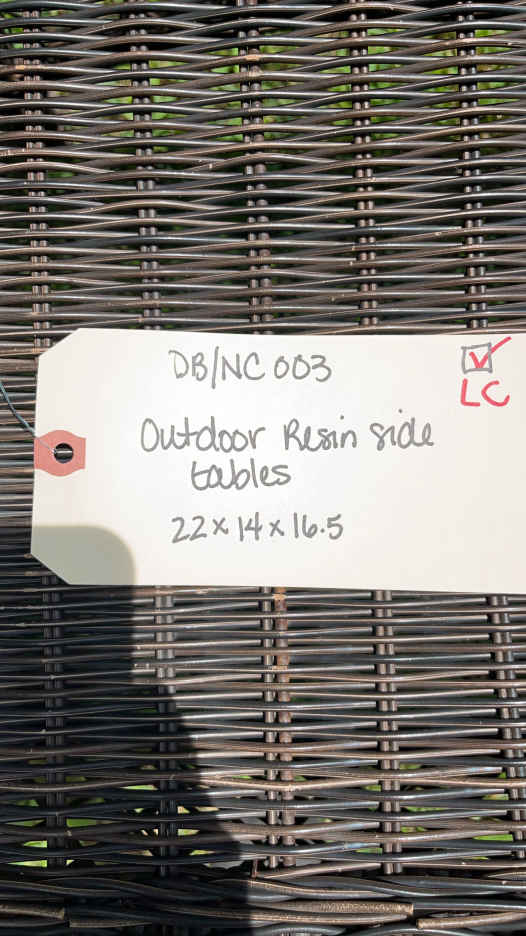 DB/NC 003
LC
Outdoor Resin side
tables
22 x 14 x 16.5